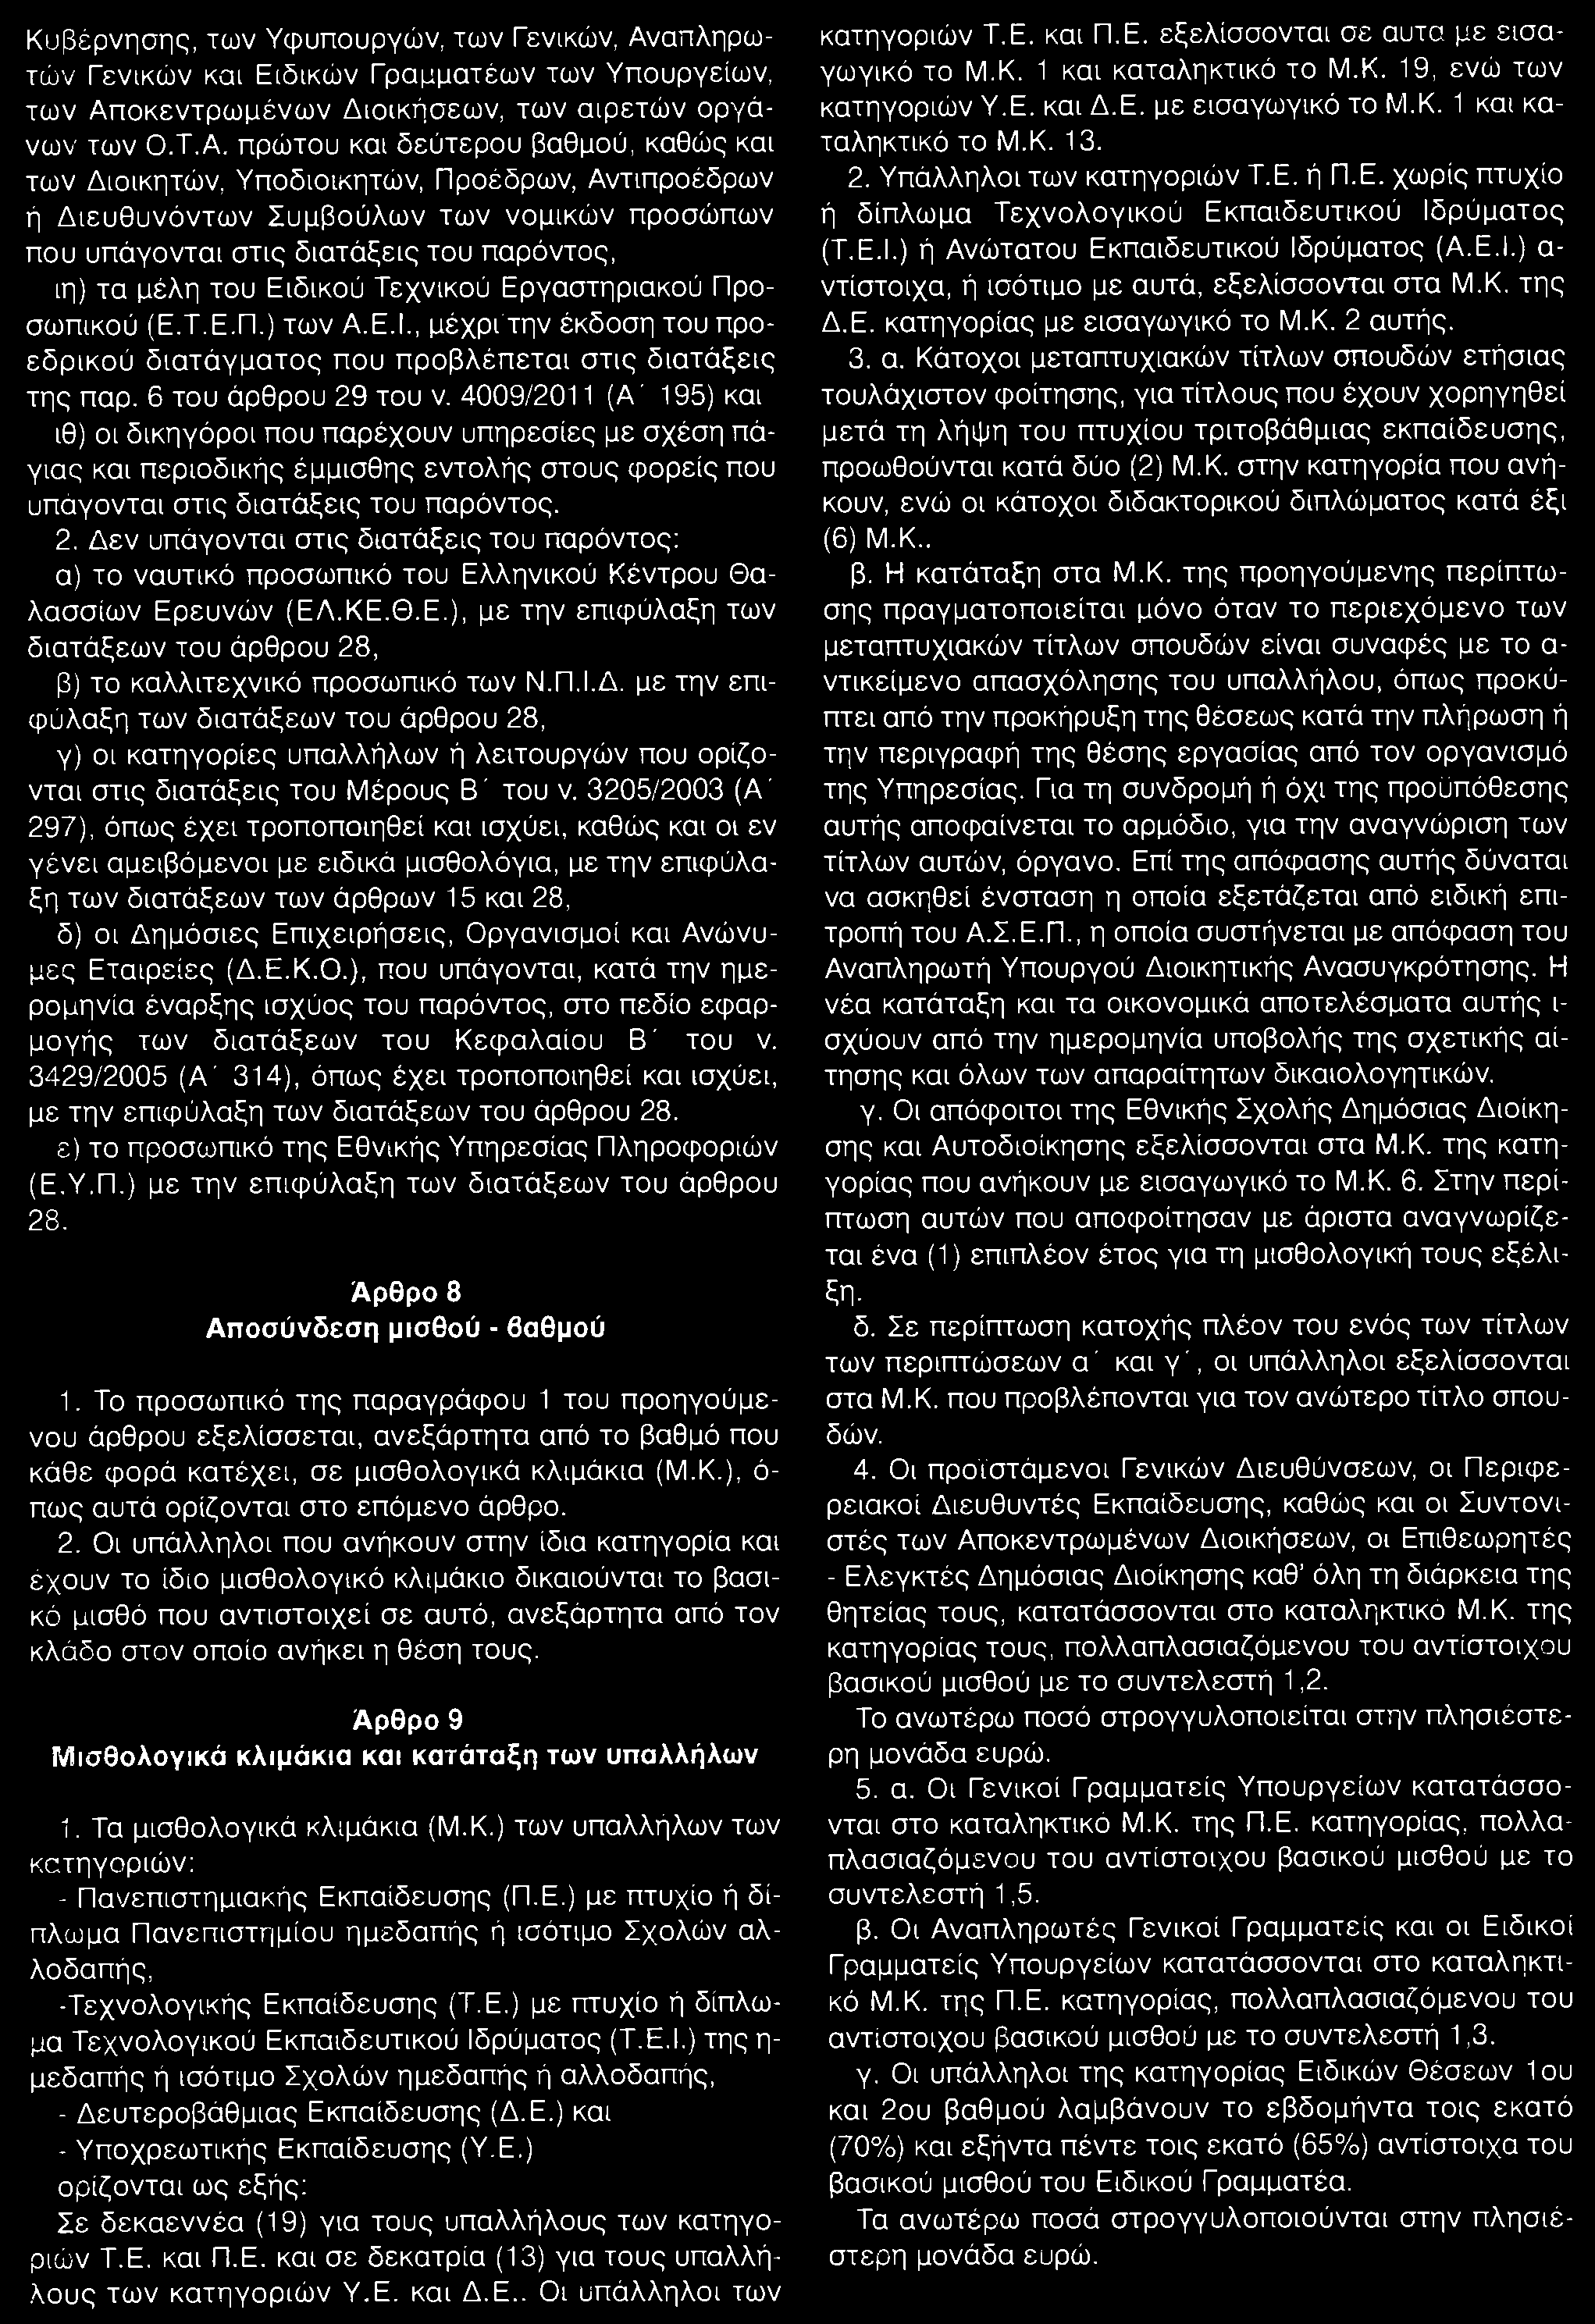 Κυβέρνησης, των Υφυπουργών, των Γενικών, Αναπληρω-
τών Γενικών και Ειδικών Γραμματέων των Υπουργείων,
των Αποκεντρωμένων Διοικήσεων, των αιρετών οργά-
νων των Ο.Τ.Α. πρώτου και δεύτερου βαθμού, καθώς και
των Διοικητών, Υποδιοικητών, Προέδρων, Αντιπροέδρων
ή Διευθυνόντων Συμβούλων των νομικών προσώπων
που υπάγονται στις διατάξεις του παρόντος,
ιη) τα μέλη του Ειδικού Τεχνικού Εργαστηριακού Προ-
σωπικού (Ε.Τ.Ε.Π.) των Α.Ε.Ι., μέχρι την έκδοση του προ-
εδρικού διατάγματος που προβλέπεται στις διατάξεις
της παρ. 6 του άρθρου 29 του ν. 4009/2011 (Α΄ 195) και
ιθ) οι δικηγόροι που παρέχουν υπηρεσίες με σχέση πά-
γιας και περιοδικής έμμισθης εντολής στους φορείς που
υπάγονται στις διατάξεις του παρόντος.
2. Δεν υπάγονται στις διατάξεις του παρόντος:
α) το ναυτικό προσωπικό του Ελληνικού Κέντρου Θα-
λασσίων Ερευνών (ΕΛ.ΚΕ.Θ.Ε.), με την επιφύλαξη των
διατάξεων του άρθρου 28,
β) το καλλιτεχνικό προσωπικό των Ν.Π.Ι.Δ. με την επι-
φύλαξη των διατάξεων του άρθρου 28,
γ) οι κατηγορίες υπαλλήλων ή λειτουργών που ορίζο-
νται στις διατάξεις του Μέρους Β΄ του ν. 3205/2003 (Α΄
297), όπως έχει τροποποιηθεί και ισχύει, καθώς και οι εν
γένει αμειβόμενοι με ειδικά μισθολόγια, με την επιφύλα-
ξη των διατάξεων των άρθρων 15 και 28,
δ) οι Δημόσιες Επιχειρήσεις, Οργανισμοί και Ανώνυ-
μες Εταιρείες (Δ.Ε.Κ.Ο.), που υπάγονται, κατά την ημε-
ρομηνία έναρξης ισχύος του παρόντος, στο πεδίο εφαρ-
μογής των διατάξεων του Κεφαλαίου Β΄ του ν.
3429/2005 (Α΄ 314), όπως έχει τροποποιηθεί και ισχύει,
με την επιφύλαξη των διατάξεων του άρθρου 28.
ε) το προσωπικό της Εθνικής Υπηρεσίας Πληροφοριών
(Ε.Υ.Π.) με την επιφύλαξη των διατάξεων του άρθρου
28.
Άρθρο 8
Αποσύνδεση μισθού - βαθμού
1. Το προσωπικό της παραγράφου 1 του προηγούμε-
νου άρθρου εξελίσσεται, ανεξάρτητα από το βαθμό που
κάθε φορά κατέχει, σε μισθολογικά κλιμάκια (Μ.Κ.), ό-
πως αυτά ορίζονται στο επόμενο άρθρο.
2. Οι υπάλληλοι που ανήκουν στην ίδια κατηγορία και
έχουν το ίδιο μισθολογικό κλιμάκιο δικαιούνται το βασι-
κό μισθό που αντιστοιχεί σε αυτό, ανεξάρτητα από τον
κλάδο στον οποίο ανήκει η θέση τους.
Άρθρο 9
Μισθολογικά κλιμάκια και κατάταξη των υπαλλήλων
1. Τα μισθολογικά κλιμάκια (Μ.Κ.) των υπαλλήλων των
κατηγοριών:
- Πανεπιστημιακής Εκπαίδευσης (Π.Ε.) με πτυχίο ή δί-
πλωμα Πανεπιστημίου ημεδαπής ή ισότιμο Σχολών αλ-
λοδαπής,
-Τεχνολογικής Εκπαίδευσης (Τ.Ε.) με πτυχίο ή δίπλω-
μα Τεχνολογικού Εκπαιδευτικού Ιδρύματος (Τ.Ε.Ι.) της η-
μεδαπής ή ισότιμο Σχολών ημεδαπής ή αλλοδαπής,
- Δευτεροβάθμιας Εκπαίδευσης (Δ.Ε.) και
- Υποχρεωτικής Εκπαίδευσης (Υ.Ε.)
ορίζονται ως εξής:
Σε δεκαεννέα (19) για τους υπαλλήλους των κατηγο-
ριών Τ.Ε. και Π.Ε. και σε δεκατρία (13) για τους υπαλλή-
λους των κατηγοριών Υ.Ε. και Δ.Ε.. Οι υπάλληλοι των
κατηγοριών Τ.Ε. και Π.Ε. εξελίσσονται σε αυτα με εισα-
γωγικό το Μ.Κ. 1 και καταληκτικό το Μ.Κ. 19, ενώ των
κατηγοριών Υ.Ε. και Δ.Ε. με εισαγωγικό το Μ.Κ. 1 και κα-
ταληκτικό το Μ.Κ. 13.
2. Υπάλληλοι των κατηγοριών Τ.Ε. ή Π.Ε. χωρίς πτυχίο
ή δίπλωμα Τεχνολογικού Εκπαιδευτικού Ιδρύματος
(Τ.Ε.Ι.) ή Ανώτατου Εκπαιδευτικού Ιδρύματος (Α.Ε.Ι.) α-
ντίστοιχα, ή ισότιμο με αυτά, εξελίσσονται στα Μ.Κ. της
Δ.Ε. κατηγορίας με εισαγωγικό το Μ.Κ. 2 αυτής.
3. α. Κάτοχοι μεταπτυχιακών τίτλων σπουδών ετήσιας
τουλάχιστον φοίτησης, για τίτλους που έχουν χορηγηθεί
μετά τη λήψη του πτυχίου τριτοβάθμιας εκπαίδευσης,
προωθούνται κατά δύο (2) Μ.Κ. στην κατηγορία που ανή-
κουν, ενώ οι κάτοχοι διδακτορικού διπλώματος κατά έξι
(6) Μ.Κ..
β. Η κατάταξη στα Μ.Κ. της προηγούμενης περίπτω-
σης πραγματοποιείται μόνο όταν το περιεχόμενο των
μεταπτυχιακών τίτλων σπουδών είναι συναφές με το α-
ντικείμενο απασχόλησης του υπαλλήλου, όπως προκύ-
πτει από την προκήρυξη της θέσεως κατά την πλήρωση ή
την περιγραφή της θέσης εργασίας από τον οργανισμό
της Υπηρεσίας. Για τη συνδρομή ή όχι της προϋπόθεσης
αυτής αποφαίνεται το αρμόδιο, για την αναγνώριση των
τίτλων αυτών, όργανο. Επί της απόφασης αυτής δύναται
να ασκηθεί ένσταση η οποία εξετάζεται από ειδική επι-
τροπή του Α.Σ.Ε.Π., η οποία συστήνεται με απόφαση του
Αναπληρωτή Υπουργού Διοικητικής Ανασυγκρότησης. Η
νέα κατάταξη και τα οικονομικά αποτελέσματα αυτής ι-
σχύουν από την ημερομηνία υποβολής της σχετικής αί-
τησης και όλων των απαραίτητων δικαιολογητικών.
γ. Οι απόφοιτοι της Εθνικής Σχολής Δημόσιας Διοίκη-
σης και Αυτοδιοίκησης εξελίσσονται στα Μ.Κ. της κατη-
γορίας που ανήκουν με εισαγωγικό το Μ.Κ. 6. Στην περί-
πτωση αυτών που αποφοίτησαν με άριστα αναγνωρίζε-
ται ένα (1) επιπλέον έτος για τη μισθολογική τους εξέλι-
ξη.
δ. Σε περίπτωση κατοχής πλέον του ενός των τίτλων
των περιπτώσεων α΄ και γ΄, οι υπάλληλοι εξελίσσονται
στα Μ.Κ. που προβλέπονται για τον ανώτερο τίτλο σπου-
δών.
4. Οι προϊστάμενοι Γενικών Διευθύνσεων, οι Περιφε-
ρειακοί Διευθυντές Εκπαίδευσης, καθώς και οι Συντονι-
στές των Αποκεντρωμένων Διοικήσεων, οι Επιθεωρητές
- Ελεγκτές Δημόσιας Διοίκησης καθ’ όλη τη διάρκεια της
θητείας τους, κατατάσσονται στο καταληκτικό Μ.Κ. της
κατηγορίας τους, πολλαπλασιαζόμενου του αντίστοιχου
βασικού μισθού με το συντελεστή 1,2.
Το ανωτέρω ποσό στρογγυλοποιείται στην πλησιέστε-
ρη μονάδα ευρώ.
5. α. Οι Γενικοί Γραμματείς Υπουργείων κατατάσσο-
νται στο καταληκτικό Μ.Κ. της Π.Ε. κατηγορίας, πολλα-
πλασιαζόμενου του αντίστοιχου βασικού μισθού με το
συντελεστή 1,5.
β. Οι Αναπληρωτές Γενικοί Γραμματείς και οι Ειδικοί
Γραμματείς Υπουργείων κατατάσσονται στο καταληκτι-
κό Μ.Κ. της Π.Ε. κατηγορίας, πολλαπλασιαζόμενου του
αντίστοιχου βασικού μισθού με το συντελεστή 1,3.
γ. Οι υπάλληλοι της κατηγορίας Ειδικών Θέσεων 1ου
και 2ου βαθμού λαμβάνουν το εβδομήντα τοις εκατό
(70%) και εξήντα πέντε τοις εκατό (65%) αντίστοιχα του
βασικού μισθού του Ειδικού Γραμματέα.
Τα ανωτέρω ποσά στρογγυλοποιούνται στην πλησιέ-
στερη μονάδα ευρώ.